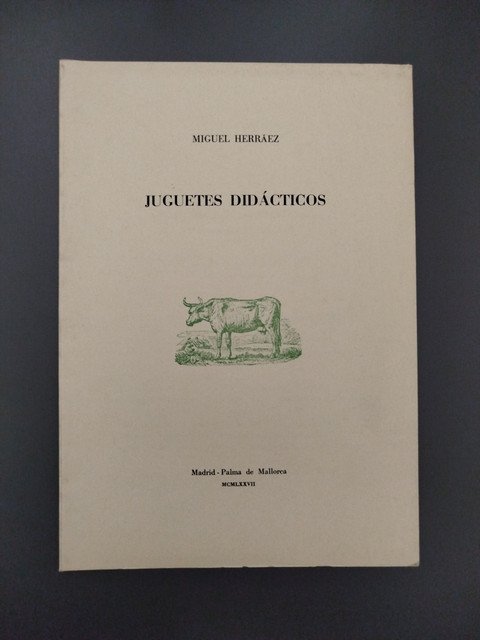 MIGUEL HERRÁEZ
JUGUETES DIDÁCTICOS
Madrid - Palma de Mallorca
MCMLXXVII